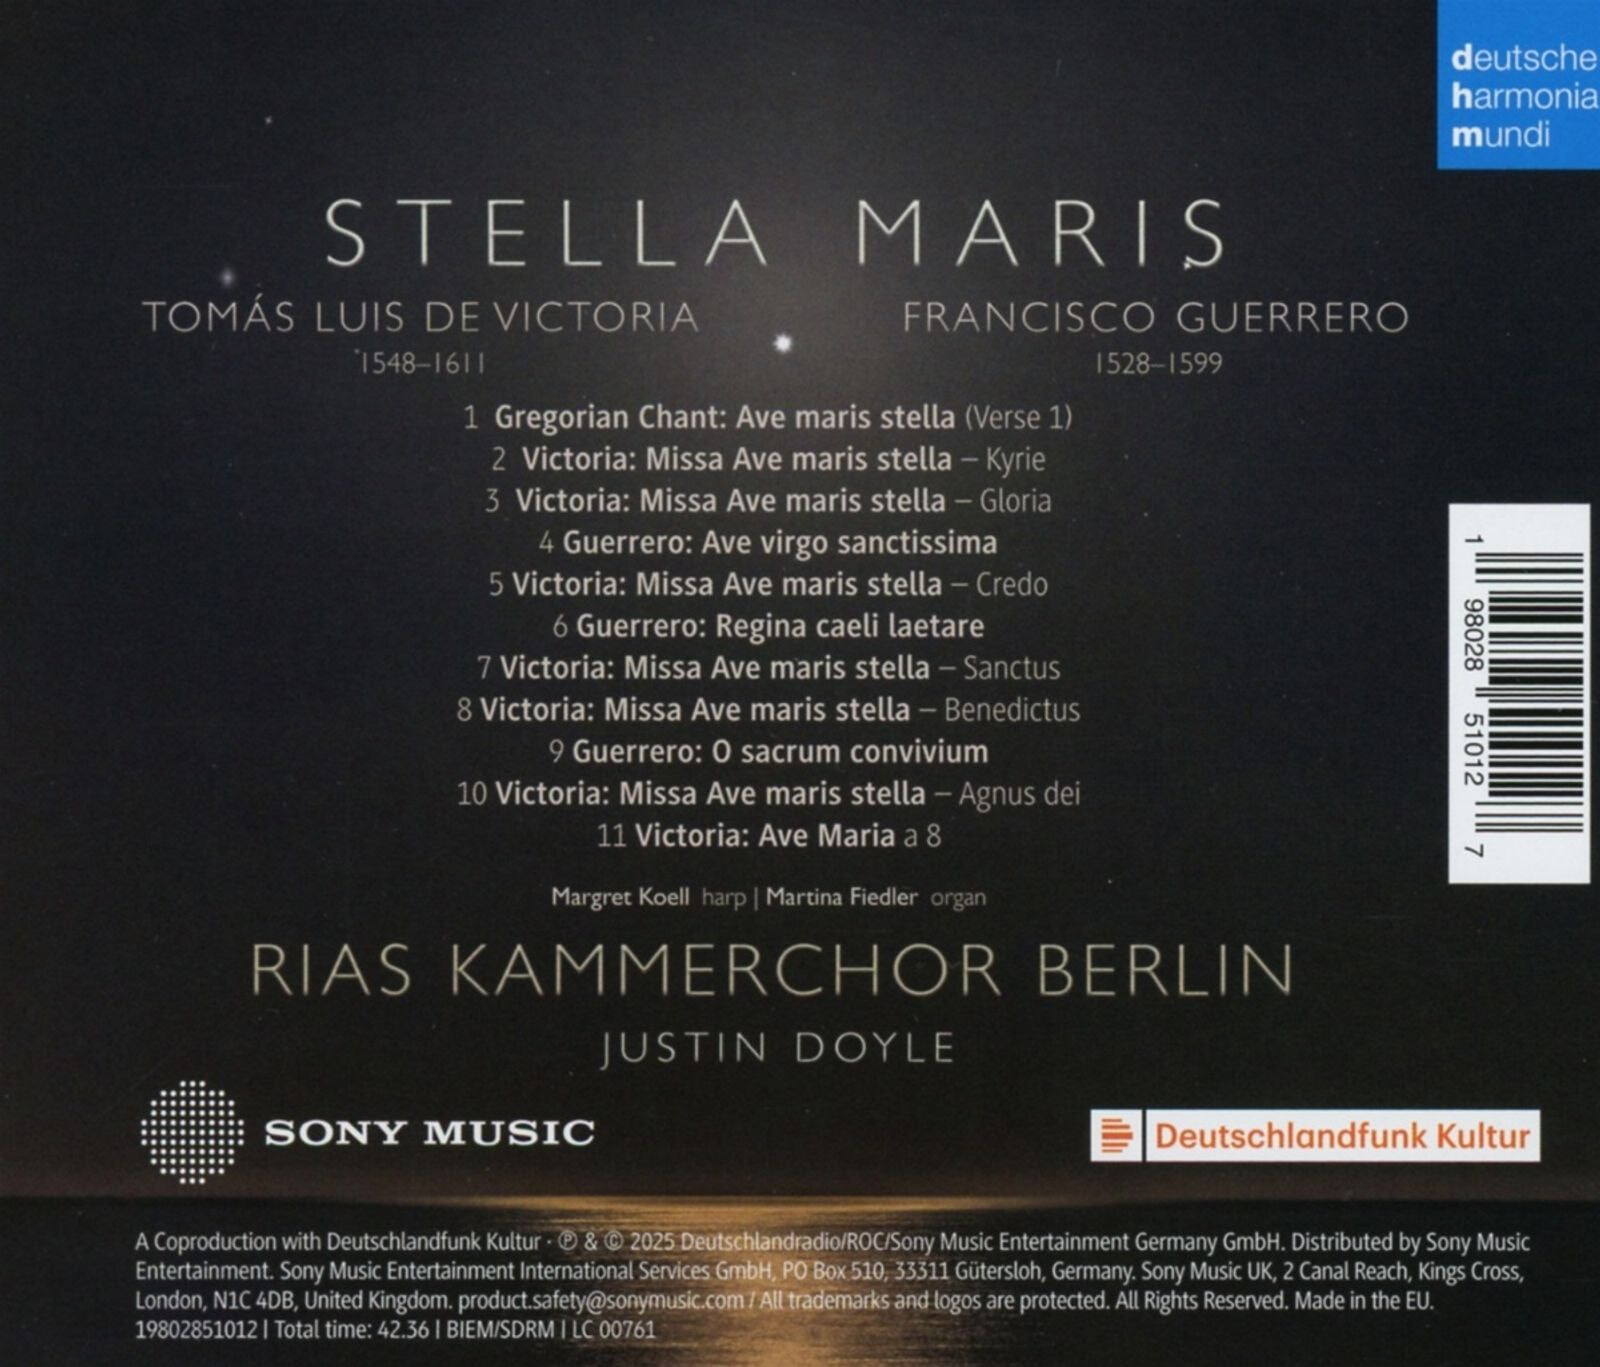 deutsche
harmonia
mundi
STELLA MARIS
TOMÁS LUIS DE VICTORIA
1548–1611
FRANCISCO GUERRERO
1528–1599
1 Gregorian Chant: Ave maris stella (Verse 1)
2 Victoria: Missa Ave maris stella – Kyrie
3 Victoria: Missa Ave maris stella – Gloria
4 Guerrero: Ave virgo sanctissima
5 Victoria: Missa Ave maris stella – Credo
6 Guerrero: Regina caeli laetare
7 Victoria: Missa Ave maris stella – Sanctus
8 Victoria: Missa Ave maris stella – Benedictus
9 Guerrero: O sacrum convivium
10 Victoria: Missa Ave maris stella – Agnus dei
11 Victoria: Ave Maria a 8
Margret Koell harp | Martina Fiedler organ
RIAS KAMMERCHOR BERLIN
JUSTIN DOYLE
1 98028 51012 7
SONY MUSIC
Deutschlandfunk Kultur
A Coproduction with Deutschlandfunk Kultur · ℗ & © 2025 Deutschlandradio/ROC/Sony Music Entertainment Germany GmbH. Distributed by Sony Music
Entertainment. Sony Music Entertainment International Services GmbH, PO Box 510, 33311 Gütersloh, Germany. Sony Music UK, 2 Canal Reach, Kings Cross,
London, N1C 4DB, United Kingdom. product.safety@sonymusic.com / All trademarks and logos are protected. All Rights Reserved. Made in the EU.
19802851012 | Total time: 42.36 | BIEM/SDRM | LC 00761